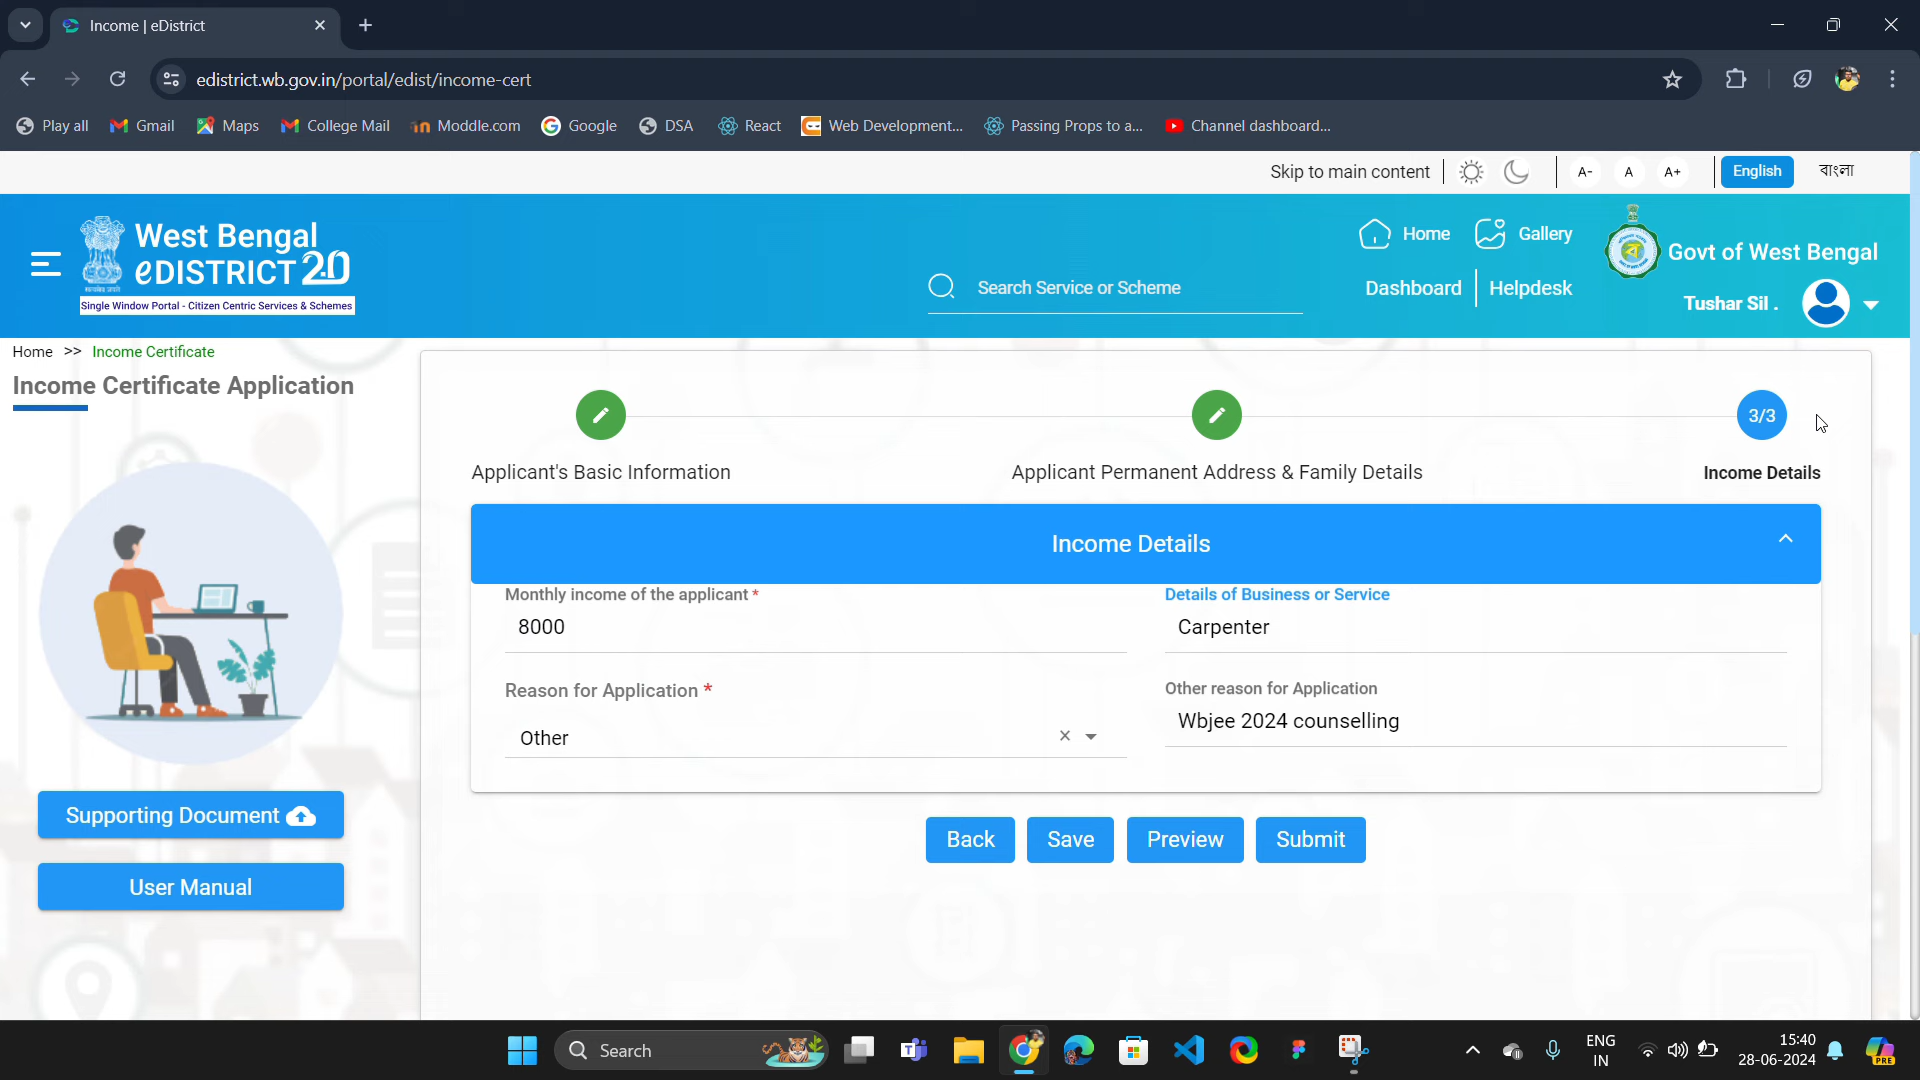 Income | eDistrict
edistrict.wb.gov.in/portal/edist/income-cert
Play all Gmail Maps College Mail Moddle.com Google DSA React Web Development... Passing Props to a... Channel dashboard...
Skip to main content A- A A+ English বাংলা
West Bengal
eDISTRICT 2.0
Single Window Portal - Citizen Centric Services & Schemes
Search Service or Scheme
Home Gallery
Dashboard Helpdesk
Govt of West Bengal
Tushar Sil .
Home >> Income Certificate
Income Certificate Application
3/3
Applicant's Basic Information Applicant Permanent Address & Family Details Income Details
Income Details
Monthly income of the applicant * Details of Business or Service
8000 Carpenter
Reason for Application * Other reason for Application
Other Wbjee 2024 counselling
Supporting Document
User Manual
Back Save Preview Submit
Search
ENG
IN
15:40
28-06-2024
PRE